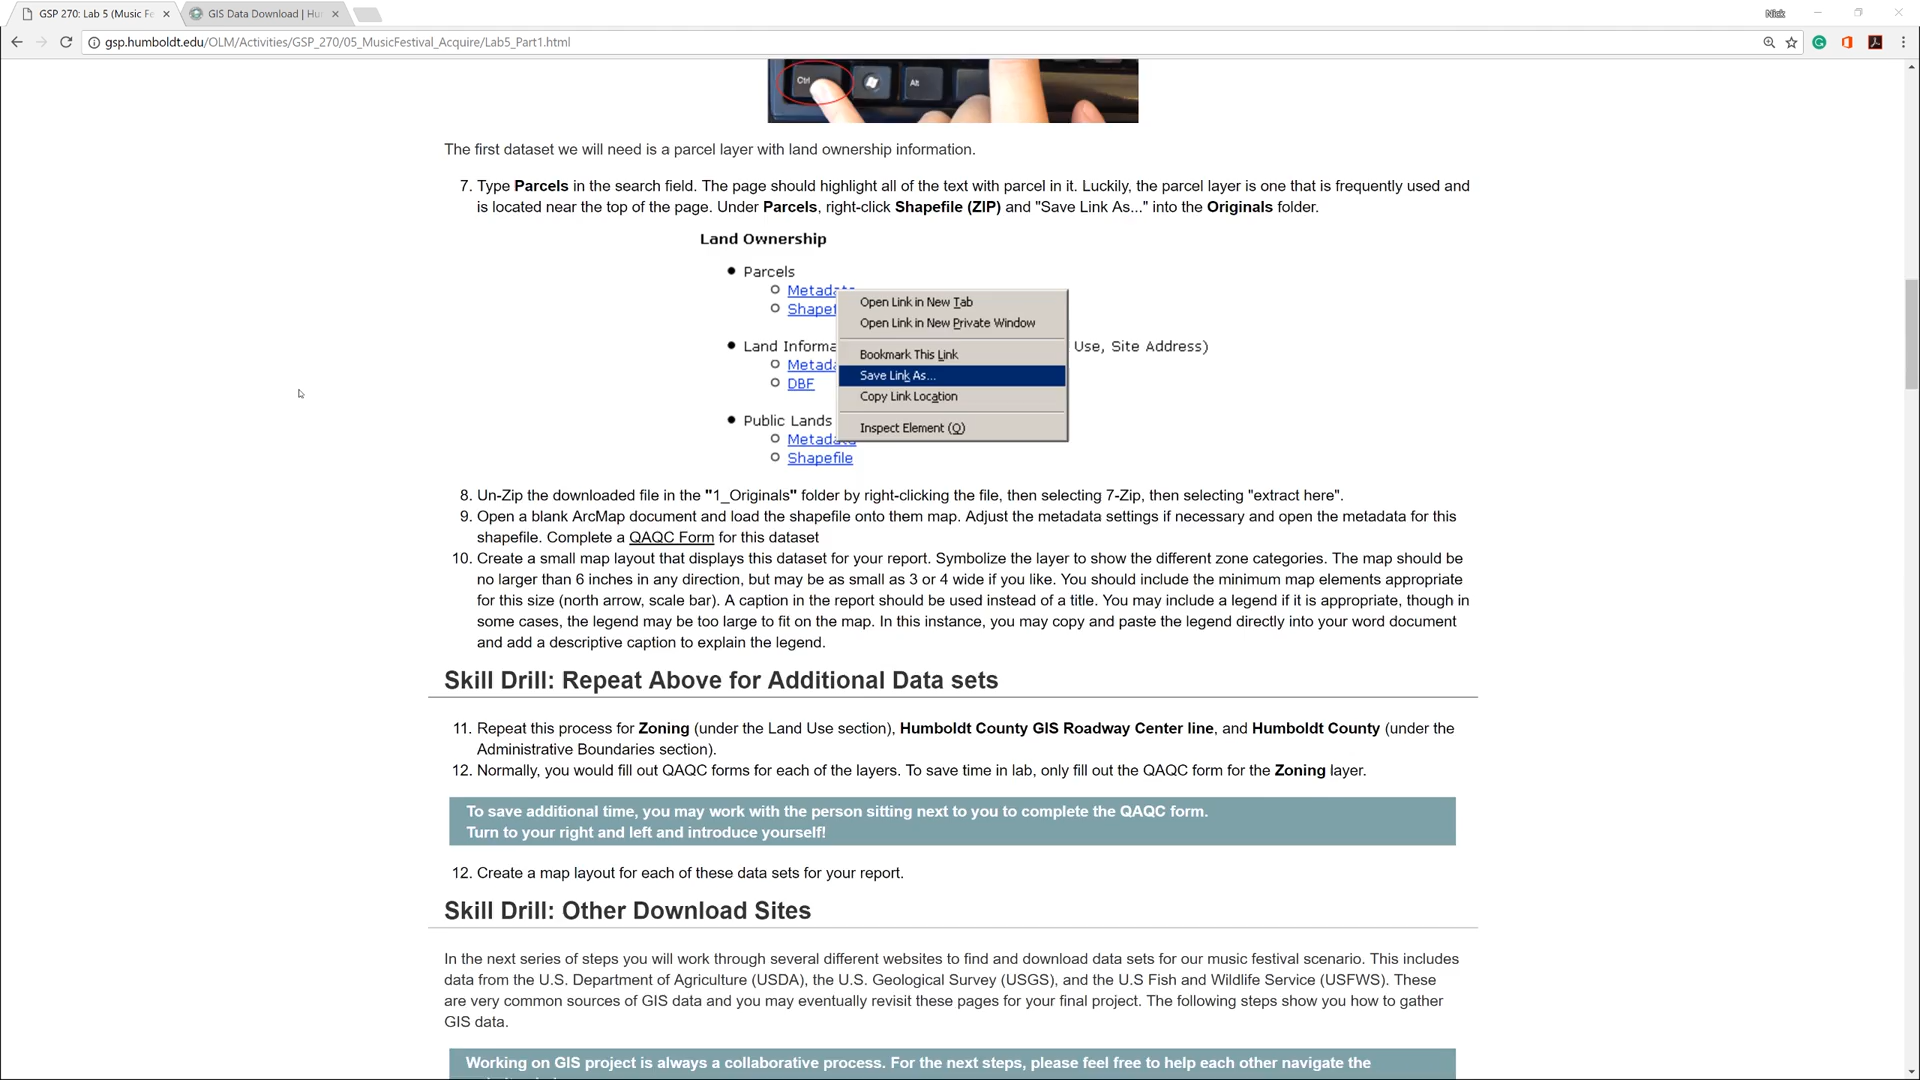 GSP 270: Lab 5 (Music Fe
GIS Data Download | Hu
Nick
gsp.humboldt.edu/OLM/Activities/GSP_270/05_MusicFestival_Acquire/Lab5_Part1.html
Ctrl
Alt
The first dataset we will need is a parcel layer with land ownership information.
7. Type Parcels in the search field. The page should highlight all of the text with parcel in it. Luckily, the parcel layer is one that is frequently used and
is located near the top of the page. Under Parcels, right-click Shapefile (ZIP) and "Save Link As..." into the Originals folder.
Land Ownership
Parcels
Metadata
Shapef
Open Link in New Tab
Open Link in New Private Window
Land Informa
Use, Site Address)
Bookmark This Link
Metada
Save Link As...
DBF
Copy Link Location
Public Lands
Inspect Element (Q)
Metadata
Shapefile
8. Un-Zip the downloaded file in the "1_Originals" folder by right-clicking the file, then selecting 7-Zip, then selecting "extract here".
9. Open a blank ArcMap document and load the shapefile onto them map. Adjust the metadata settings if necessary and open the metadata for this
shapefile. Complete a QAQC Form for this dataset
10. Create a small map layout that displays this dataset for your report. Symbolize the layer to show the different zone categories. The map should be
no larger than 6 inches in any direction, but may be as small as 3 or 4 wide if you like. You should include the minimum map elements appropriate
for this size (north arrow, scale bar). A caption in the report should be used instead of a title. You may include a legend if it is appropriate, though in
some cases, the legend may be too large to fit on the map. In this instance, you may copy and paste the legend directly into your word document
and add a descriptive caption to explain the legend.
Skill Drill: Repeat Above for Additional Data sets
11. Repeat this process for Zoning (under the Land Use section), Humboldt County GIS Roadway Center line, and Humboldt County (under the
Administrative Boundaries section).
12. Normally, you would fill out QAQC forms for each of the layers. To save time in lab, only fill out the QAQC form for the Zoning layer.
To save additional time, you may work with the person sitting next to you to complete the QAQC form.
Turn to your right and left and introduce yourself!
12. Create a map layout for each of these data sets for your report.
Skill Drill: Other Download Sites
In the next series of steps you will work through several different websites to find and download data sets for our music festival scenario. This includes
data from the U.S. Department of Agriculture (USDA), the U.S. Geological Survey (USGS), and the U.S Fish and Wildlife Service (USFWS). These
are very common sources of GIS data and you may eventually revisit these pages for your final project. The following steps show you how to gather
GIS data.
Working on GIS project is always a collaborative process. For the next steps, please feel free to help each other navigate the